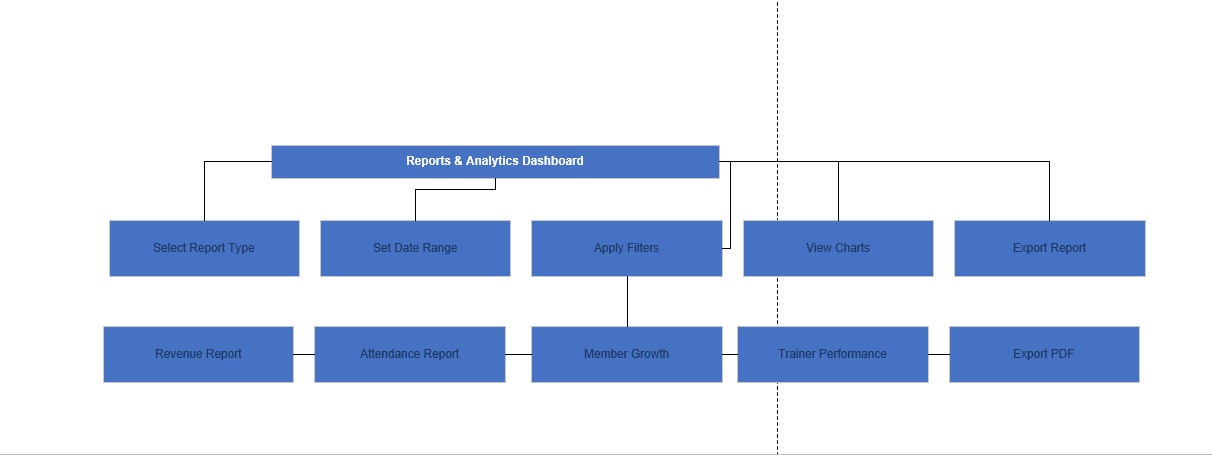 Reports & Analytics Dashboard
Select Report Type
Set Date Range
Apply Filters
View Charts
Export Report
Revenue Report
Attendance Report
Member Growth
Trainer Performance
Export PDF